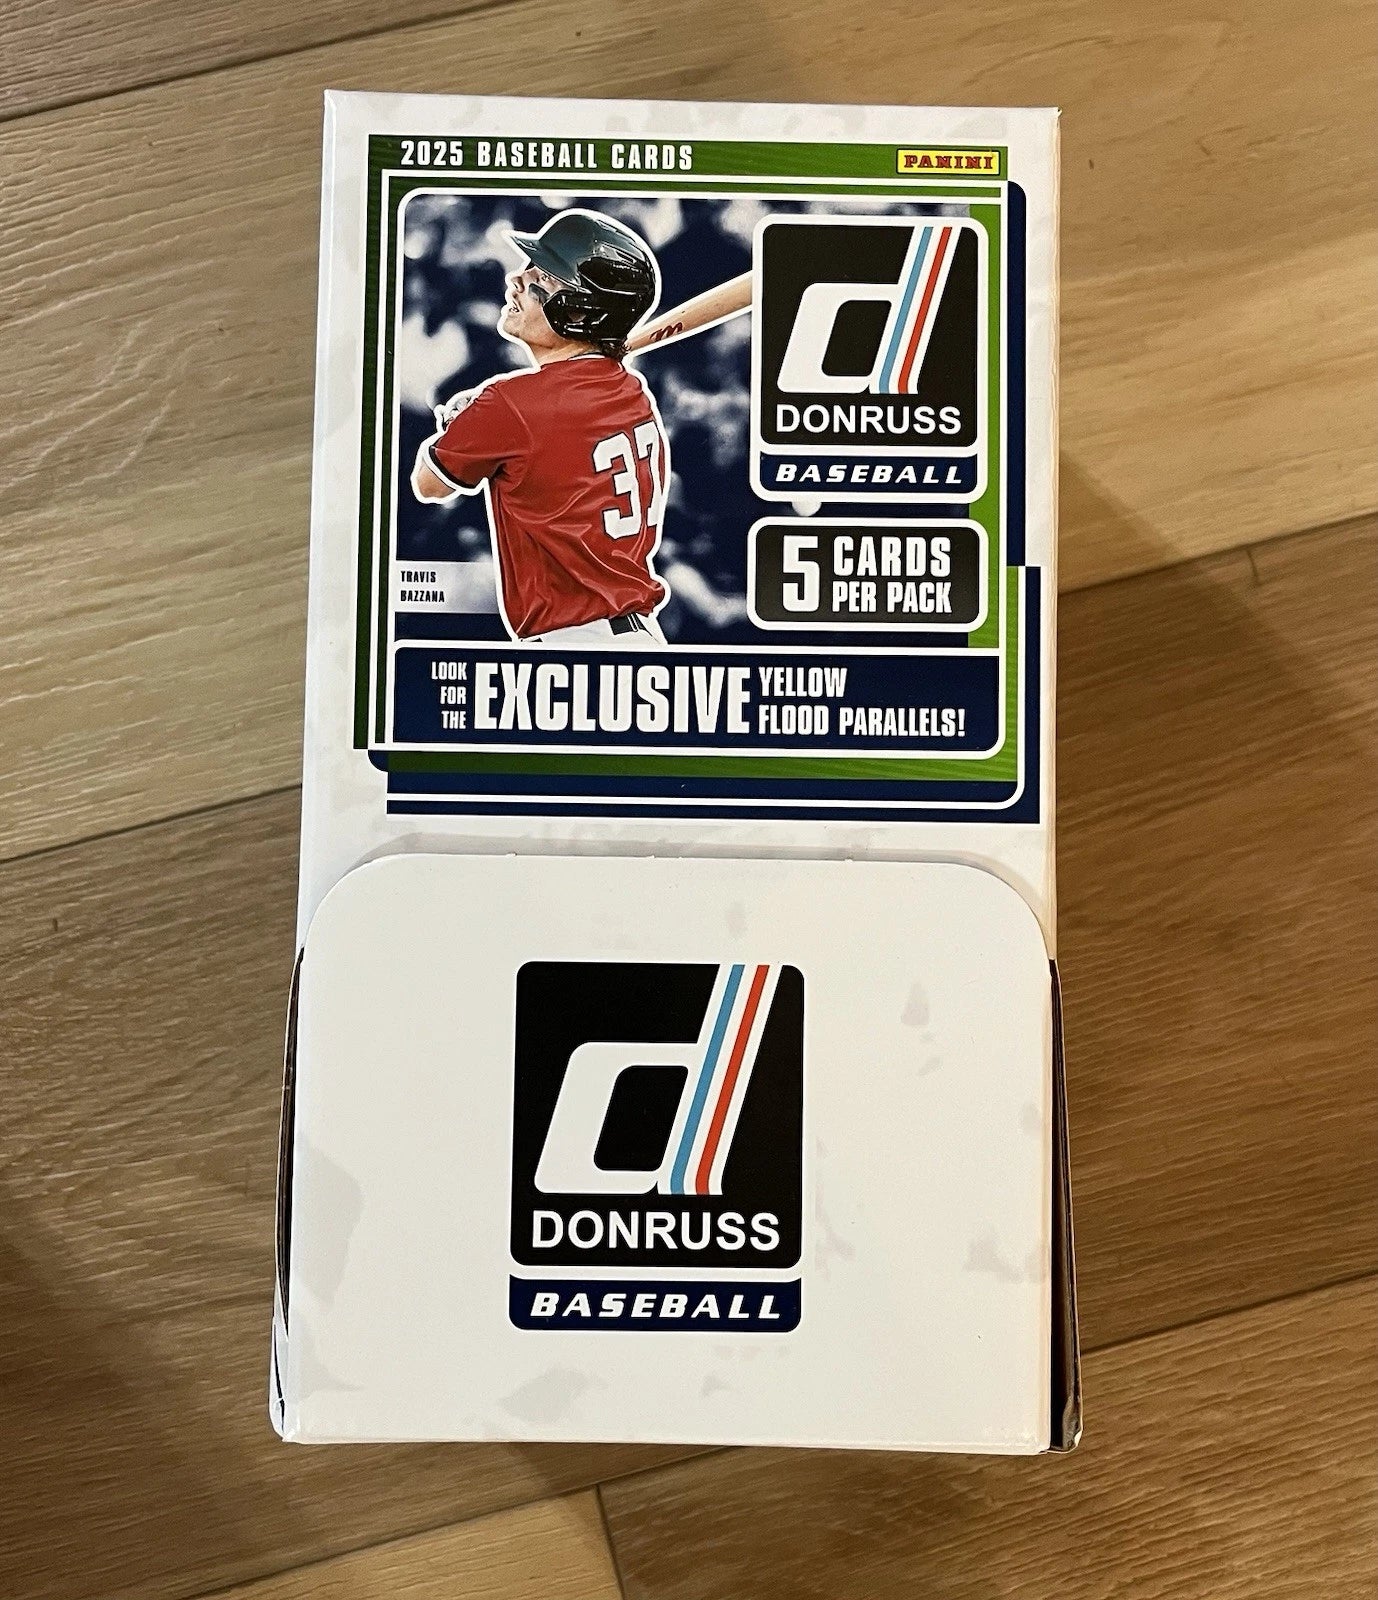 2025 BASEBALL CARDS
PANINI
m
37
d
DONRUSS
BASEBALL
5 CARDS
PER PACK
TRAVIS
BAZZANA
LOOK
FOR
THE
EXCLUSIVE
YELLOW
FLOOD PARALLELS!
d
DONRUSS
BASEBALL